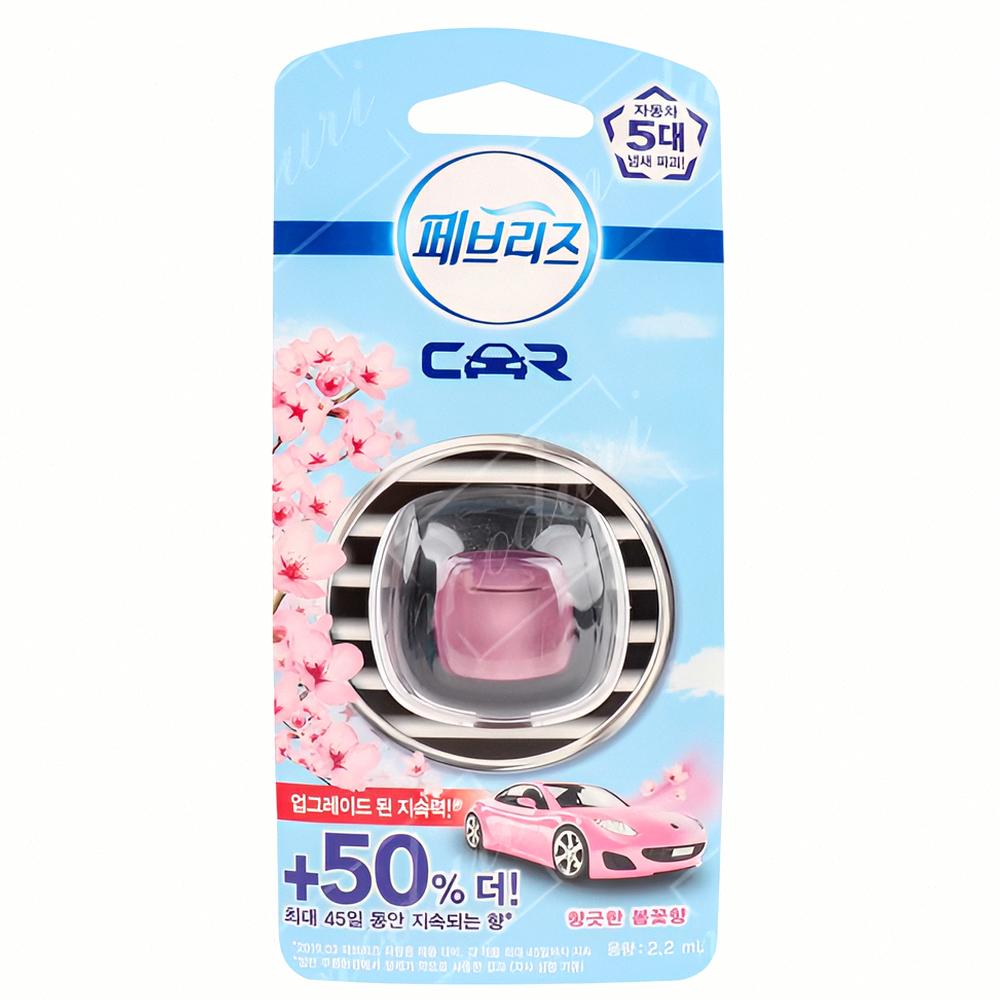 자동차
5대
냄새 파괴!
페브리즈
CAR
업그레이드 된 지속력!*
+50% 더!
최대 45일 동안 지속되는 향*
향긋한 봄꽃향
용량 : 2.2 mL